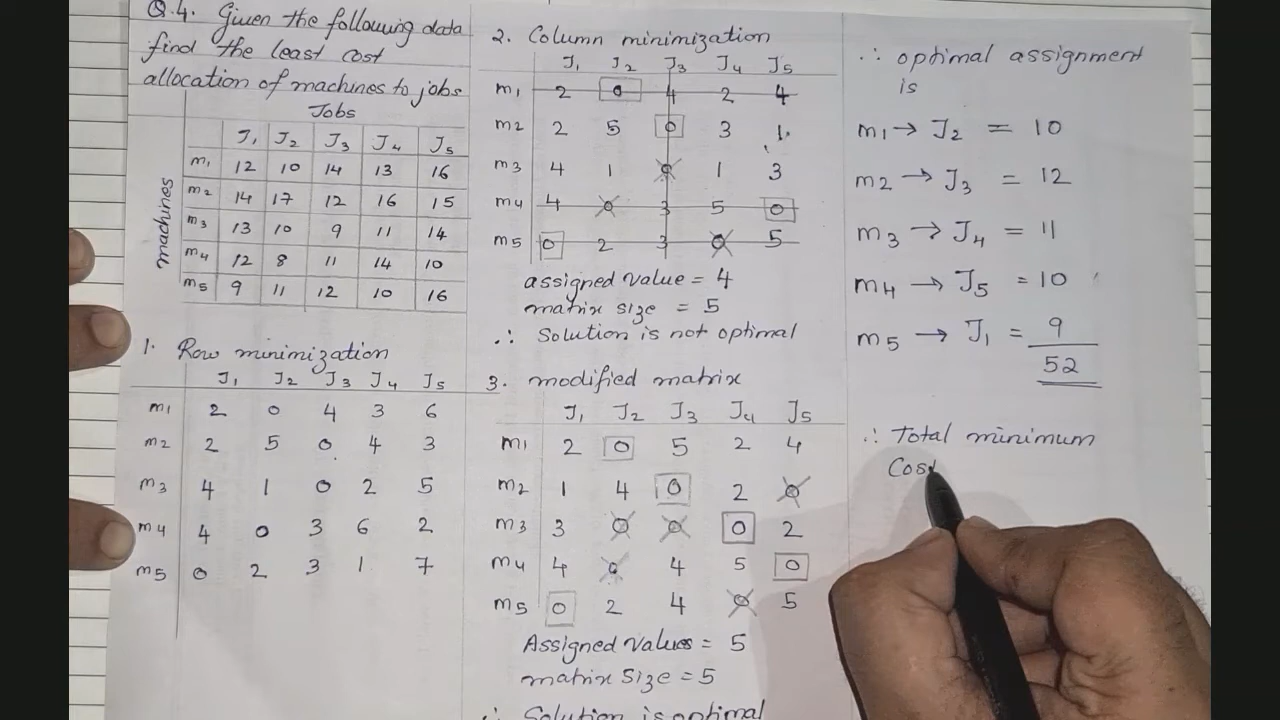 Q.4. Given the following data
find the least cost
allocation of machines to jobs
Jobs
machines
J1 J2 J3 J4 J5
m1 12 10 14 13 16
m2 14 17 12 16 15
m3 13 10 9 11 14
m4 12 8 11 14 10
m5 9 11 12 10 16
1. Row minimization
J1 J2 J3 J4 J5
m1 2 0 4 3 6
m2 2 5 0 4 3
m3 4 1 0 2 5
m4 4 0 3 6 2
m5 0 2 3 1 7
2. Column minimization
J1 J2 J3 J4 J5
m1 2 0 4 2 4
m2 2 5 0 3 1
m3 4 1 0 1 3
m4 4 0 3 5 0
m5 0 2 3 0 5
assigned value = 4
matrix size = 5
∴ Solution is not optimal
3. modified matrix
J1 J2 J3 J4 J5
m1 2 0 5 2 4
m2 1 4 0 2 0
m3 3 0 0 0 2
m4 4 0 4 5 0
m5 0 2 4 0 5
Assigned values = 5
matrix size = 5
∴ Solution is optimal
∴ optimal assignment
is
m1 → J2 = 10
m2 → J3 = 12
m3 → J4 = 11
m4 → J5 = 10
m5 → J1 = 9
52
∴ Total minimum
Cost